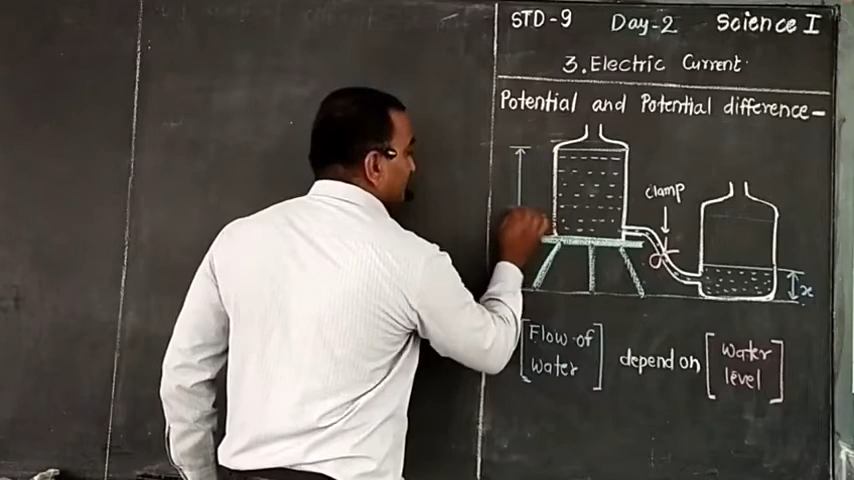 STD-9 Day-2 Science I
3. Electric Current
Potential and Potential difference-
clamp
x
[Flow of water] depend on [Water level]